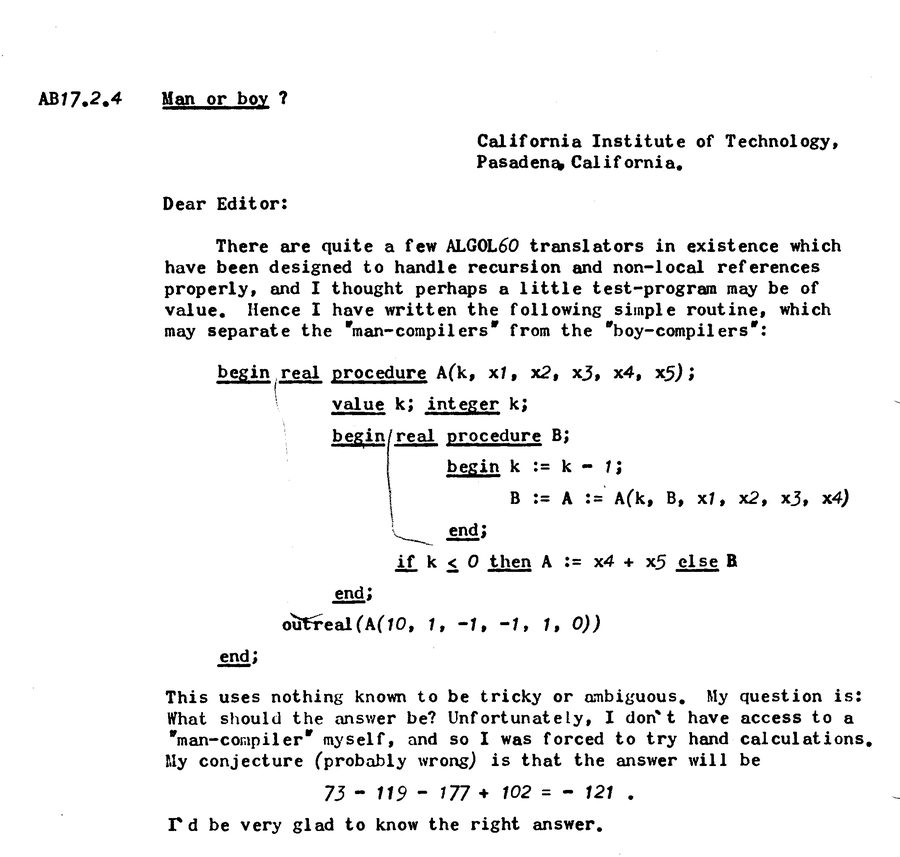 AB17.2.4 Man or boy ?
California Institute of Technology,
Pasadena, California.
Dear Editor:
There are quite a few ALGOL60 translators in existence which
have been designed to handle recursion and non-local references
properly, and I thought perhaps a little test-program may be of
value. Hence I have written the following simple routine, which
may separate the "man-compilers" from the "boy-compilers":
begin real procedure A(k, x1, x2, x3, x4, x5);
value k; integer k;
begin real procedure B;
begin k := k - 1;
B := A := A(k, B, x1, x2, x3, x4)
end;
if k ≤ 0 then A := x4 + x5 else B
end;
outreal(A(10, 1, -1, -1, 1, 0))
end;
This uses nothing known to be tricky or ambiguous. My question is:
What should the answer be? Unfortunately, I don't have access to a
"man-compiler" myself, and so I was forced to try hand calculations.
My conjecture (probably wrong) is that the answer will be
73 - 119 - 177 + 102 = - 121 .
I'd be very glad to know the right answer.